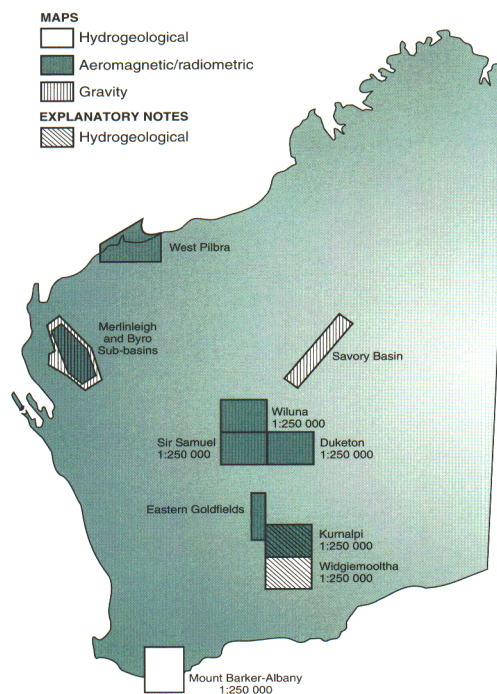 MAPS
Hydrogeological
Aeromagnetic/radiometric
Gravity
EXPLANATORY NOTES
Hydrogeological
West Pilbra
Merlinleigh
and Byro
Sub-basins
Savory Basin
Wiluna
1:250 000
Sir Samuel
1:250 000
Duketon
1:250 000
Eastern Goldfields
Kurnalpi
1:250 000
Widgiemooltha
1:250 000
Mount Barker-Albany
1:250 000